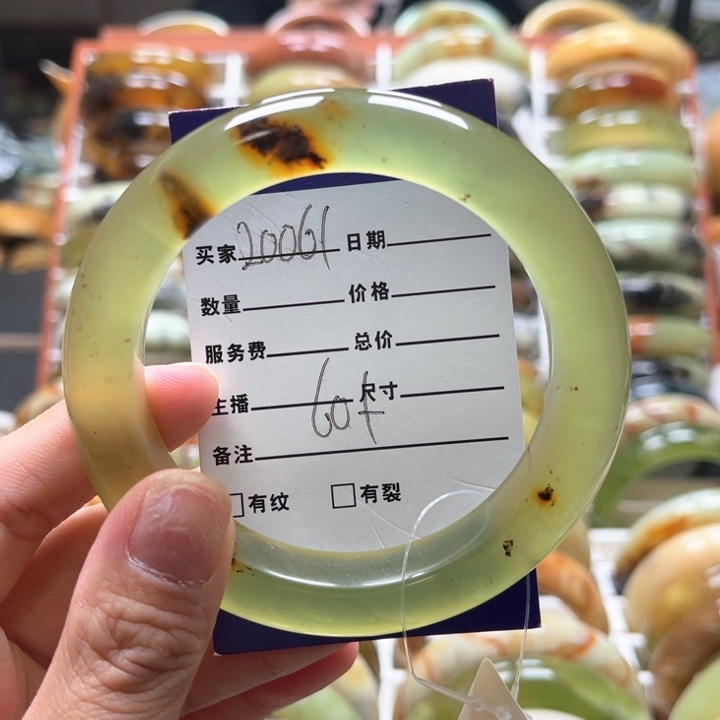 买家 20061 日期
数量 价格
服务费 总价
主播 60+ 尺寸
备注
□有纹 □有裂